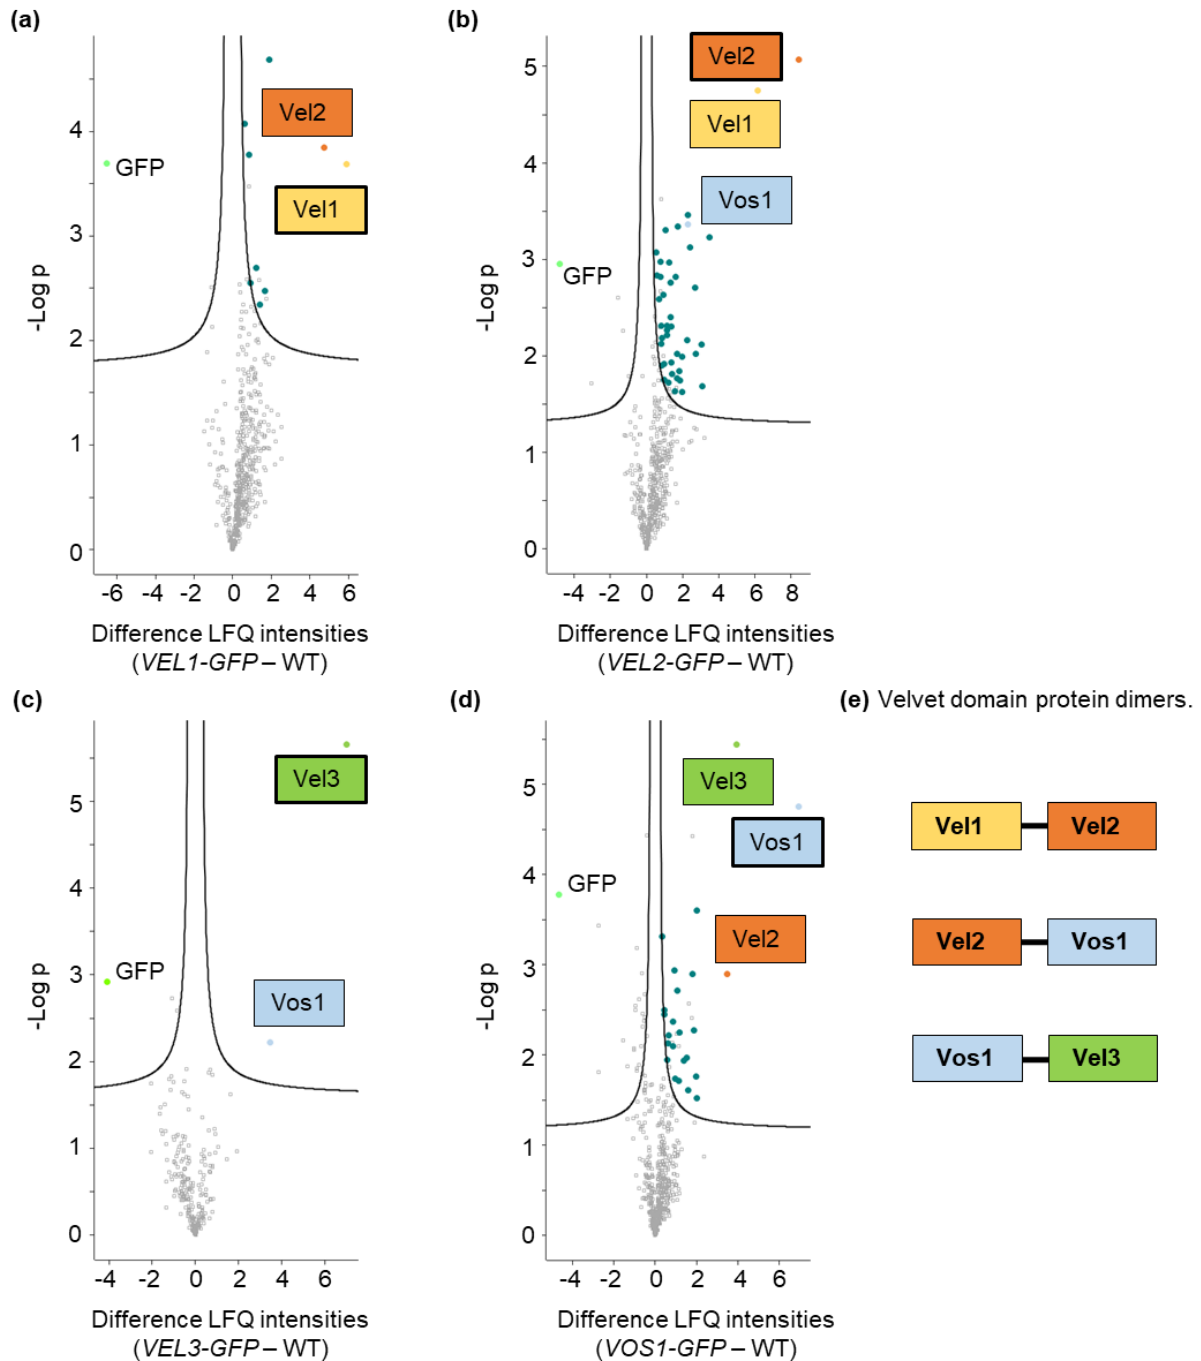 (a)
4
3
2
1
0
-Log p
GFP
Vel2
Vel1
-6 -4 -2 0 2 4 6
Difference LFQ intensities
(VEL1-GFP – WT)
(b)
5
4
3
2
1
0
-Log p
GFP
Vel2
Vel1
Vos1
-4 -2 0 2 4 6 8
Difference LFQ intensities
(VEL2-GFP – WT)
(c)
5
4
3
2
1
0
-Log p
GFP
Vel3
Vos1
-4 -2 0 2 4 6
Difference LFQ intensities
(VEL3-GFP – WT)
(d)
5
4
3
2
1
0
-Log p
GFP
Vel3
Vos1
Vel2
-4 -2 0 2 4 6
Difference LFQ intensities
(VOS1-GFP – WT)
(e) Velvet domain protein dimers.
Vel1 Vel2
Vel2 Vos1
Vos1 Vel3